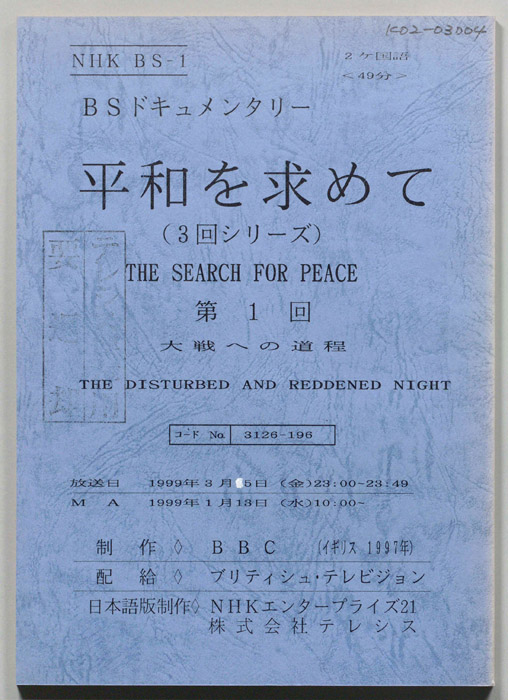 K02-03004
NHK BS-1
2ヶ国語
<49分>
BSドキュメンタリー
平和を求めて
(3回シリーズ)
THE SEARCH FOR PEACE
第 1 回
大戦への道程
THE DISTURBED AND REDDENED NIGHT
コード No. 3126-196
放送日 1999年3月5日(金)23:00~23:49
MA 1999年1月13日(水)10:00~
制 作◇ BBC (イギリス 1997年)
配 給◇ ブリティシュ・テレビジョン
日本語版制作◇ NHKエンタープライズ21
株式会社テレシス